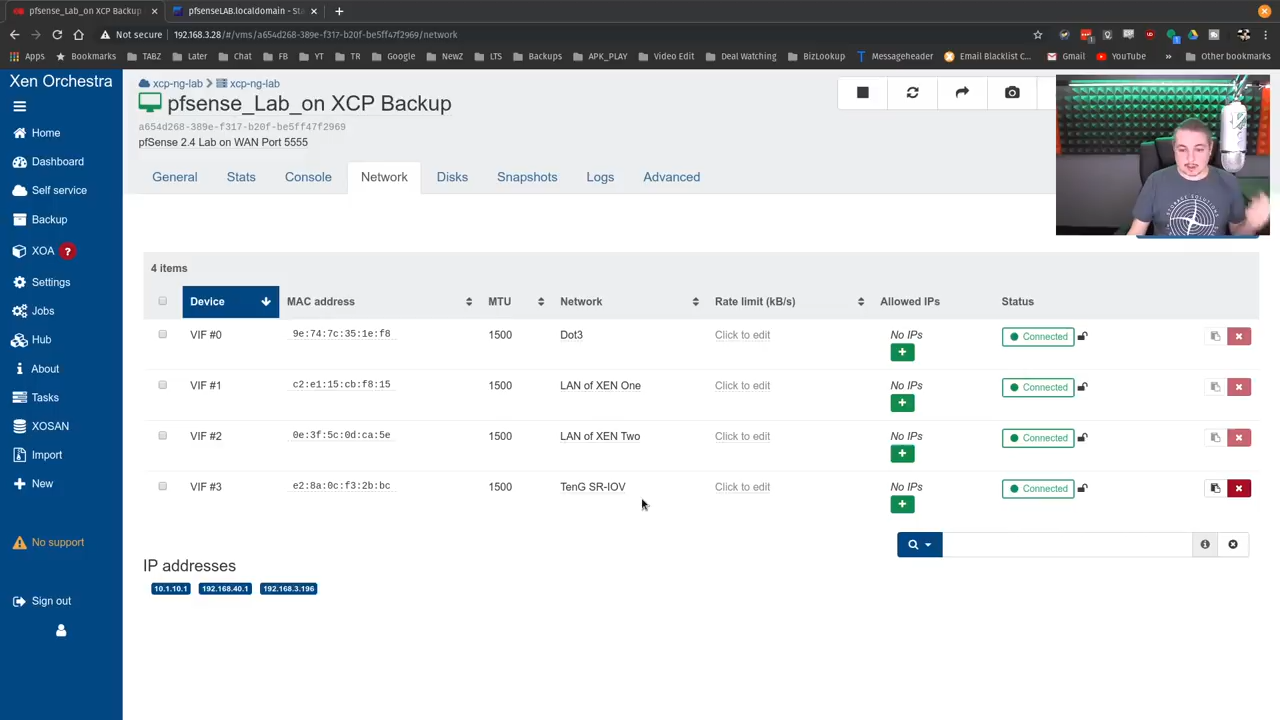 pfsense_Lab_on XCP Backup
pfsenseLAB.localdomain - Sta
Not secure 192.168.3.28/#/vms/a654d268-389e-f317-b20f-be5ff47f2969/network
Apps Bookmarks TABZ Later Chat FB YT TR Google NewZ LTS Backups APK_PLAY Video Edit Deal Watching BizLookup Messageheader Email Blacklist C... Gmail YouTube » Other bookmarks
Xen Orchestra
Home
Dashboard
Self service
Backup
XOA ?
Settings
Jobs
Hub
About
Tasks
XOSAN
Import
New
No support
Sign out
xcp-ng-lab xcp-ng-lab
pfsense_Lab_on XCP Backup
a654d268-389e-f317-b20f-be5ff47f2969
pfSense 2.4 Lab on WAN Port 5555
General Stats Console Network Disks Snapshots Logs Advanced
4 items
Device MAC address MTU Network Rate limit (kB/s) Allowed IPs Status
VIF #0 9e:74:7c:35:1e:f8 1500 Dot3 Click to edit No IPs Connected
VIF #1 c2:e1:15:cb:f8:15 1500 LAN of XEN One Click to edit No IPs Connected
VIF #2 0e:3f:5c:0d:ca:5e 1500 LAN of XEN Two Click to edit No IPs Connected
VIF #3 e2:8a:0c:f3:2b:bc 1500 TenG SR-IOV Click to edit No IPs Connected
IP addresses
10.1.10.1 192.168.40.1 192.168.3.196